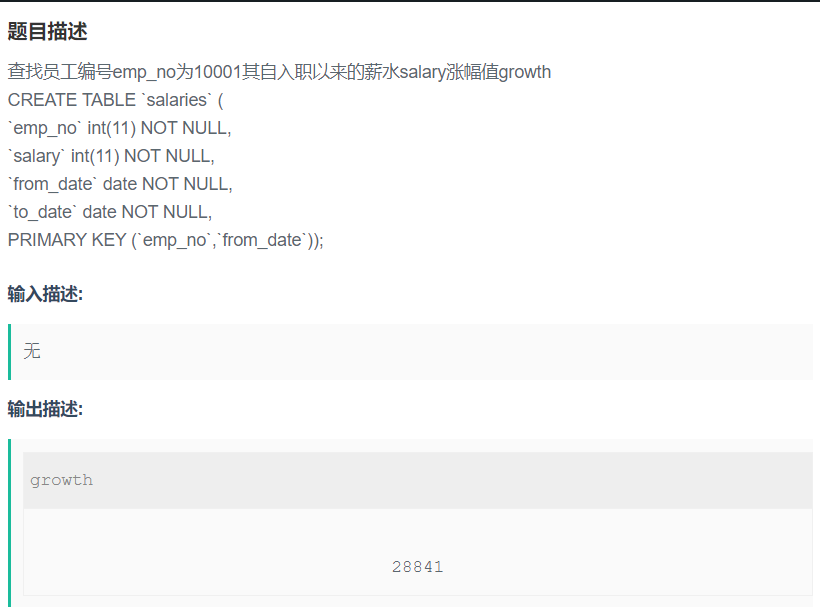 题目描述
查找员工编号emp_no为10001其自入职以来的薪水salary涨幅值growth
CREATE TABLE `salaries` (
`emp_no` int(11) NOT NULL,
`salary` int(11) NOT NULL,
`from_date` date NOT NULL,
`to_date` date NOT NULL,
PRIMARY KEY (`emp_no`,`from_date`));
输入描述:
无
输出描述:
growth
28841